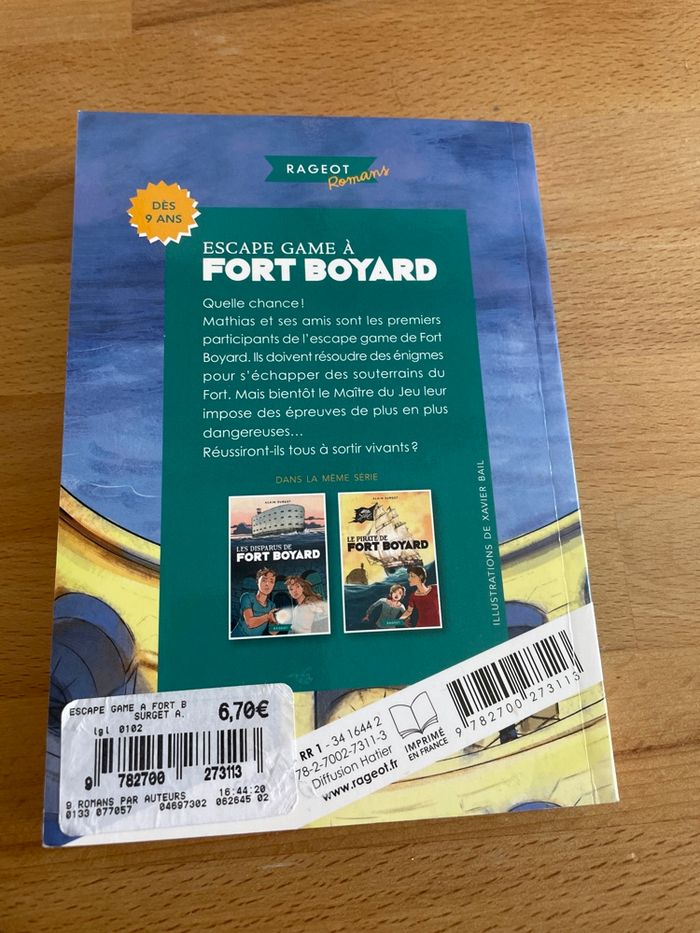 RAGEOT
Romans
DÈS
9 ANS
ESCAPE GAME À
FORT BOYARD
Quelle chance !
Mathias et ses amis sont les premiers
participants de l'escape game de Fort
Boyard. Ils doivent résoudre des énigmes
pour s'échapper des souterrains du
Fort. Mais bientôt le Maître du Jeu leur
impose des épreuves de plus en plus
dangereuses...
Réussiront-ils tous à sortir vivants ?
DANS LA MÊME SÉRIE
ALAIN SURGET
LES DISPARUS DE
FORT BOYARD
RAGEOT
ALAIN SURGET
LE PIRATE DE
FORT BOYARD
RAGEOT
ILLUSTRATIONS DE XAVIER BAIL
ESCAPE GAME A FORT B
SURGET A.
6,70€
lgl 0102
9 782700 273113
16:44:20
9 ROMANS PAR AUTEURS
0133 077057 04697302 062645 02
RR 1 - 34 1644 2
78-2-7002-7311-3
Diffusion Hatier
www.rageot.fr
IMPRIMÉ
EN FRANCE
9 782700 273113